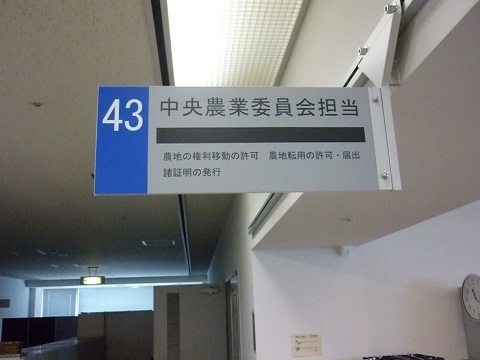 43 中央農業委員会担当
農地の権利移動の許可　農地転用の許可・届出
諸証明の発行